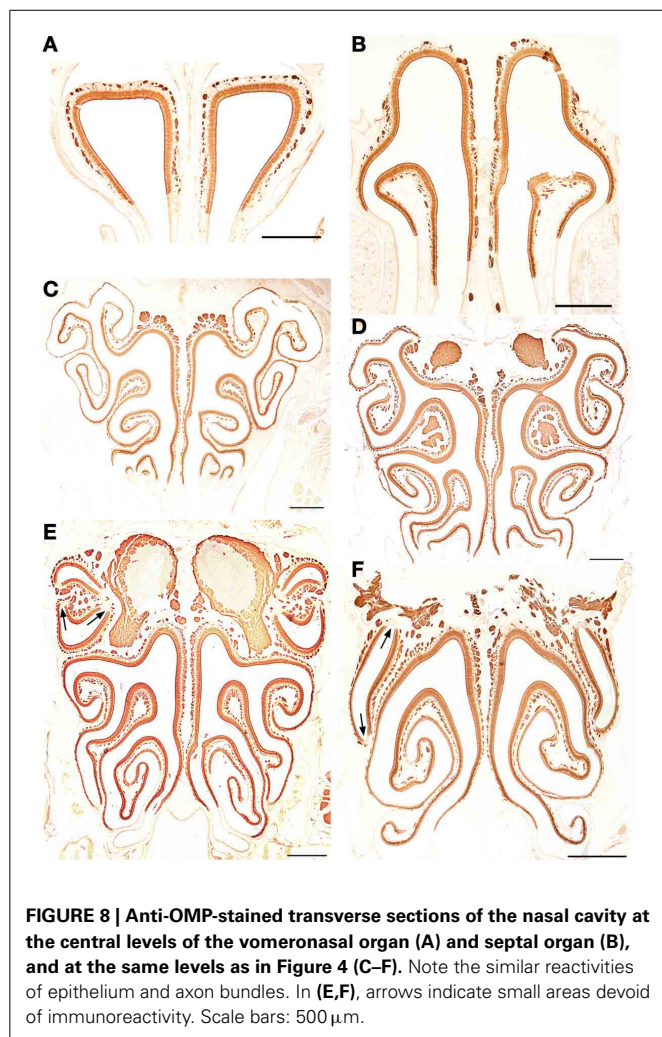 A
B
C
D
E
F
FIGURE 8 | Anti-OMP-stained transverse sections of the nasal cavity at
the central levels of the vomeronasal organ (A) and septal organ (B),
and at the same levels as in Figure 4 (C–F). Note the similar reactivities
of epithelium and axon bundles. In (E,F), arrows indicate small areas devoid
of immunoreactivity. Scale bars: 500 μm.